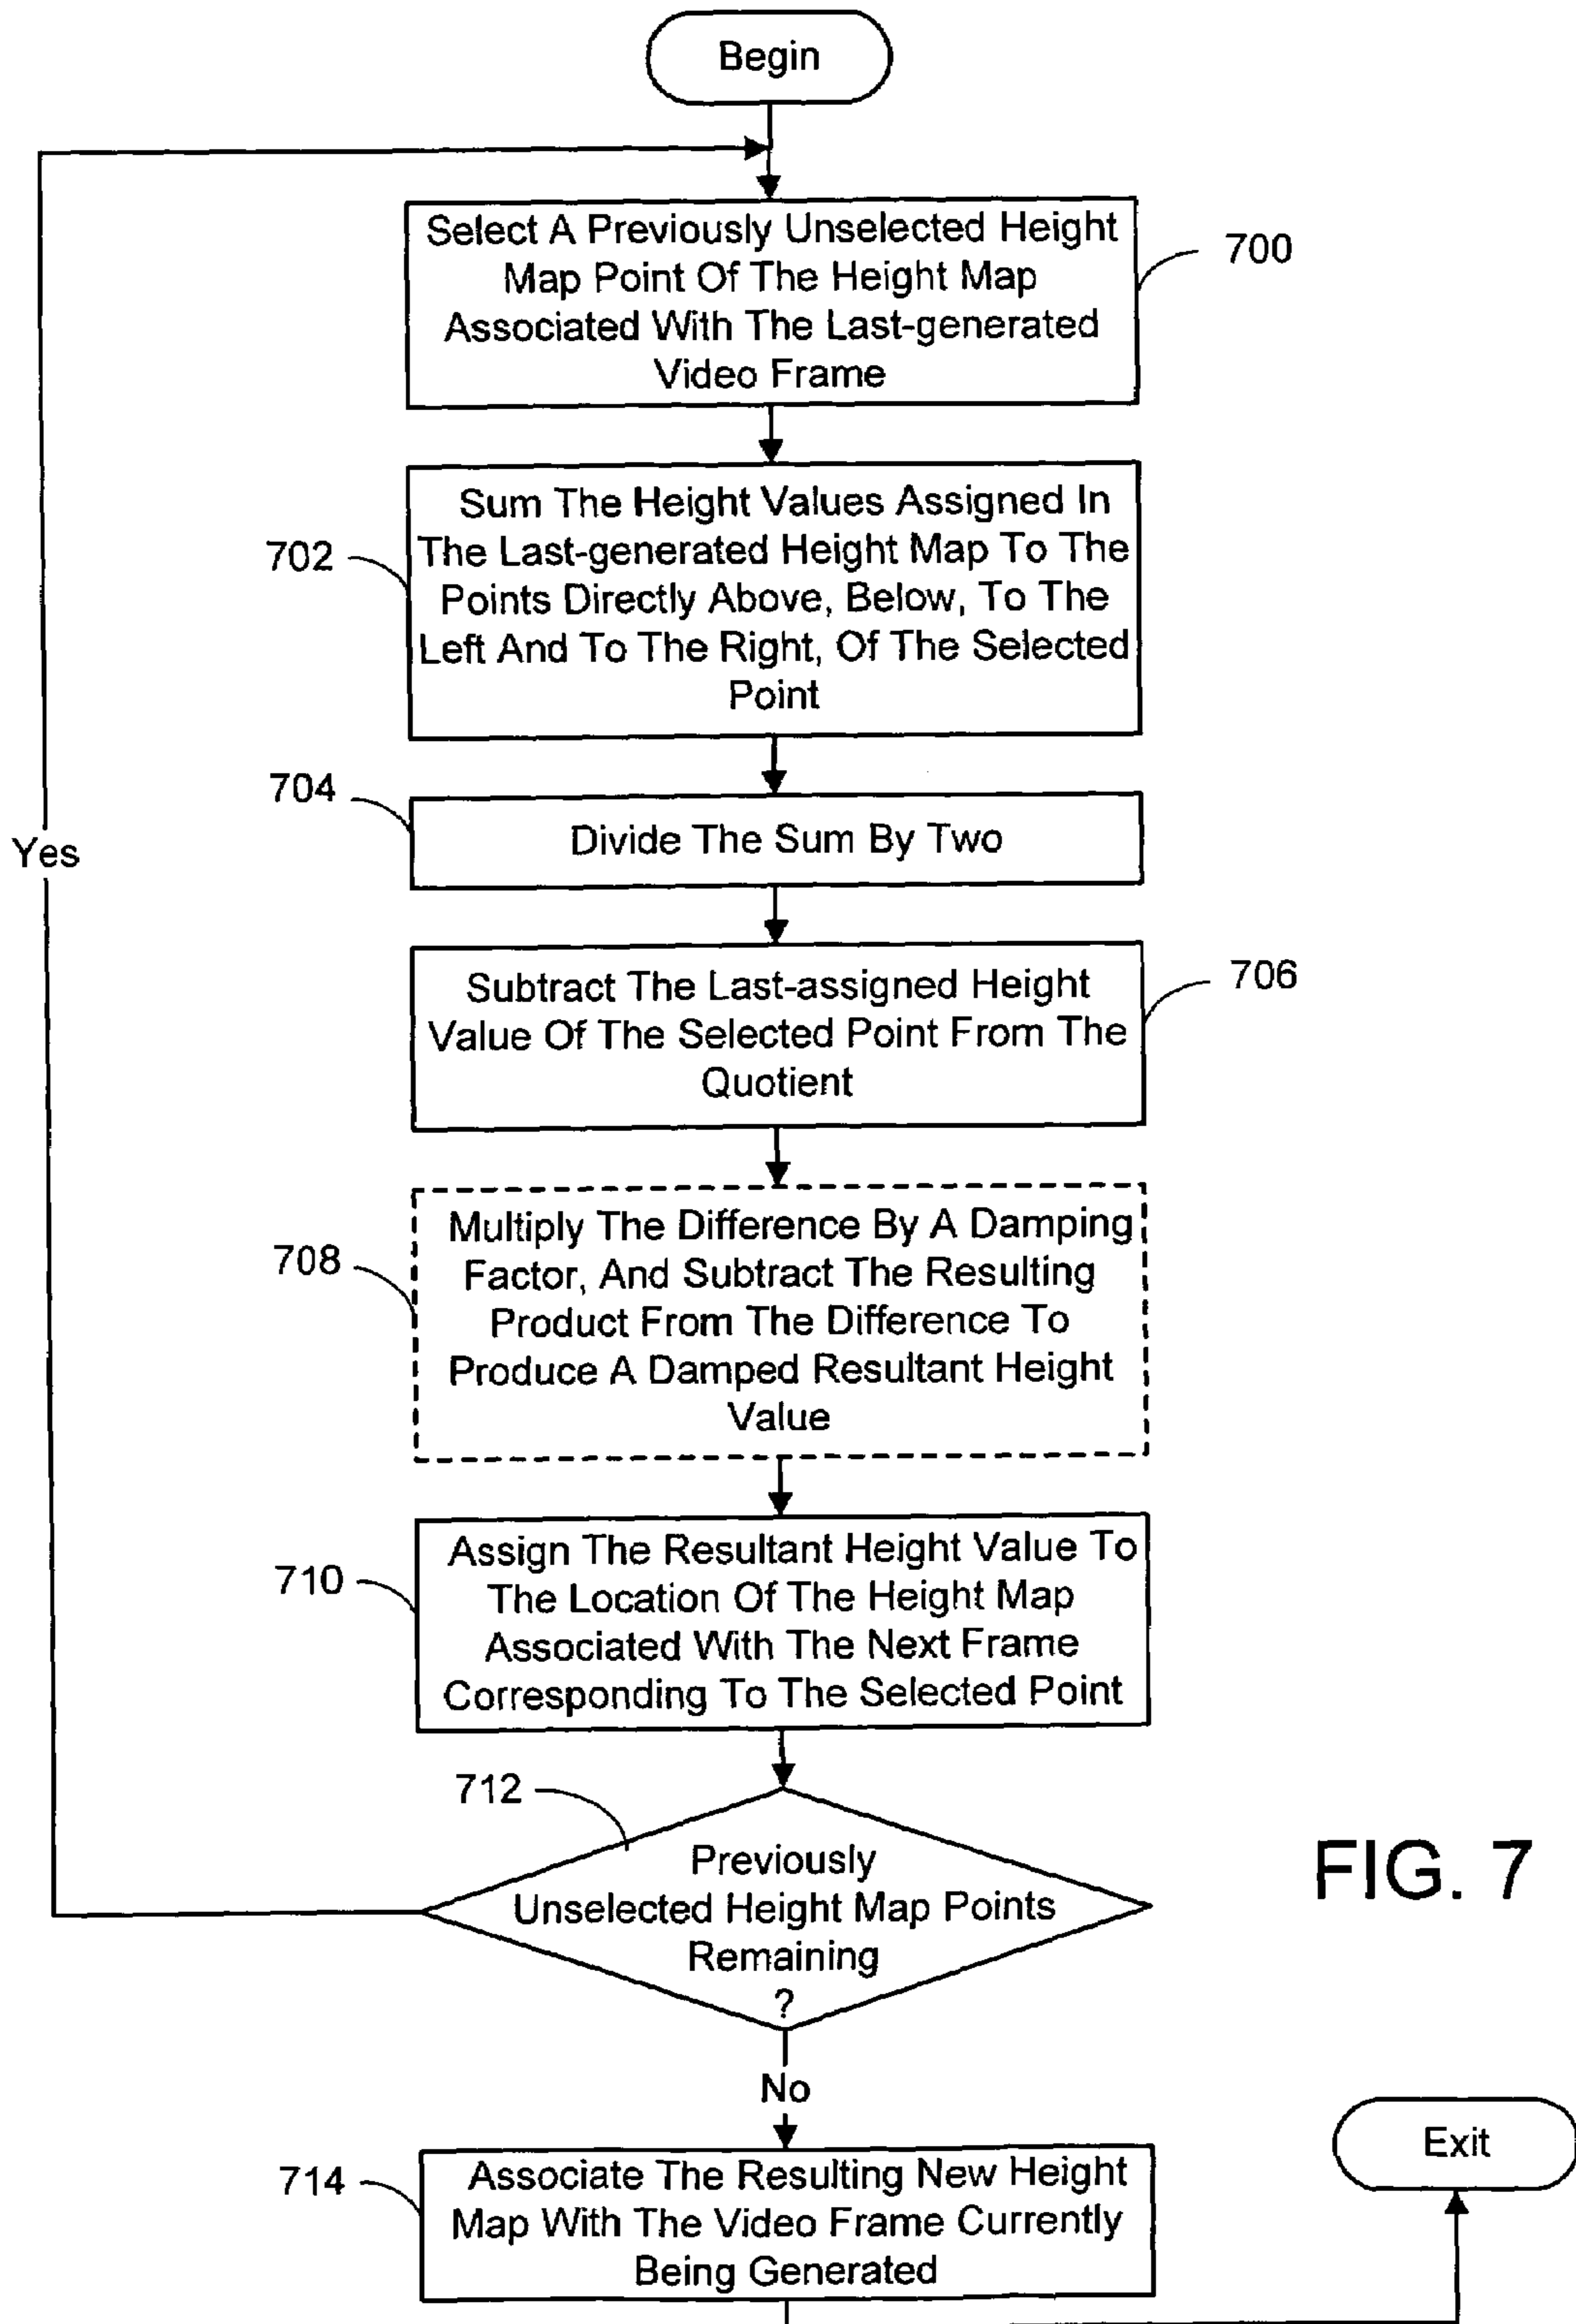 Begin
Select A Previously Unselected Height
Map Point Of The Height Map
Associated With The Last-generated
Video Frame
700
Sum The Height Values Assigned In
The Last-generated Height Map To The
Points Directly Above, Below, To The
Left And To The Right, Of The Selected
Point
702
704
Divide The Sum By Two
Yes
Subtract The Last-assigned Height
Value Of The Selected Point From The
Quotient
706
Multiply The Difference By A Damping
Factor, And Subtract The Resulting
Product From The Difference To
Produce A Damped Resultant Height
Value
708
Assign The Resultant Height Value To
The Location Of The Height Map
Associated With The Next Frame
Corresponding To The Selected Point
710
712
Previously
Unselected Height Map Points
Remaining
?
FIG. 7
No
Exit
714
Associate The Resulting New Height
Map With The Video Frame Currently
Being Generated